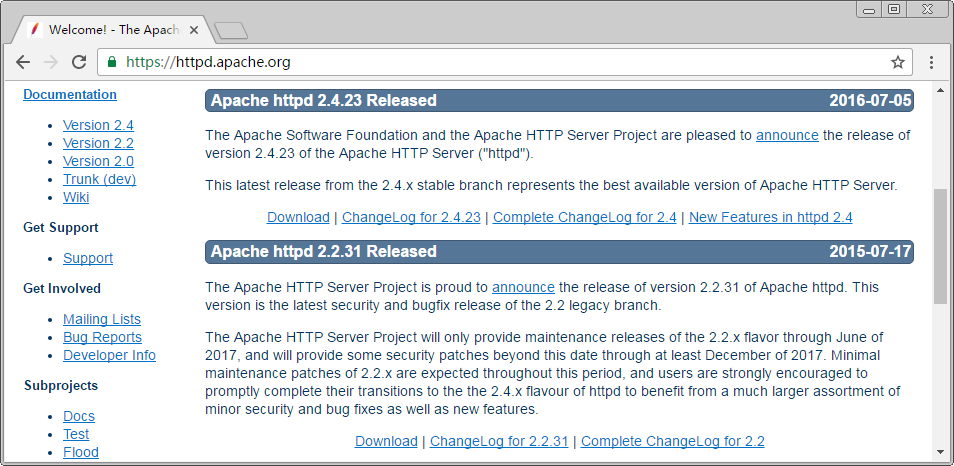 Welcome! - The Apach
https://httpd.apache.org
Documentation
Version 2.4
Version 2.2
Version 2.0
Trunk (dev)
Wiki
Get Support
Support
Get Involved
Mailing Lists
Bug Reports
Developer Info
Subprojects
Docs
Test
Flood
Apache httpd 2.4.23 Released 2016-07-05
The Apache Software Foundation and the Apache HTTP Server Project are pleased to announce the release of
version 2.4.23 of the Apache HTTP Server ("httpd").
This latest release from the 2.4.x stable branch represents the best available version of Apache HTTP Server.
Download | ChangeLog for 2.4.23 | Complete ChangeLog for 2.4 | New Features in httpd 2.4
Apache httpd 2.2.31 Released 2015-07-17
The Apache HTTP Server Project is proud to announce the release of version 2.2.31 of Apache httpd. This
version is the latest security and bugfix release of the 2.2 legacy branch.
The Apache HTTP Server Project will only provide maintenance releases of the 2.2.x flavor through June of
2017, and will provide some security patches beyond this date through at least December of 2017. Minimal
maintenance patches of 2.2.x are expected throughout this period, and users are strongly encouraged to
promptly complete their transitions to the the 2.4.x flavour of httpd to benefit from a much larger assortment of
minor security and bug fixes as well as new features.
Download | ChangeLog for 2.2.31 | Complete ChangeLog for 2.2